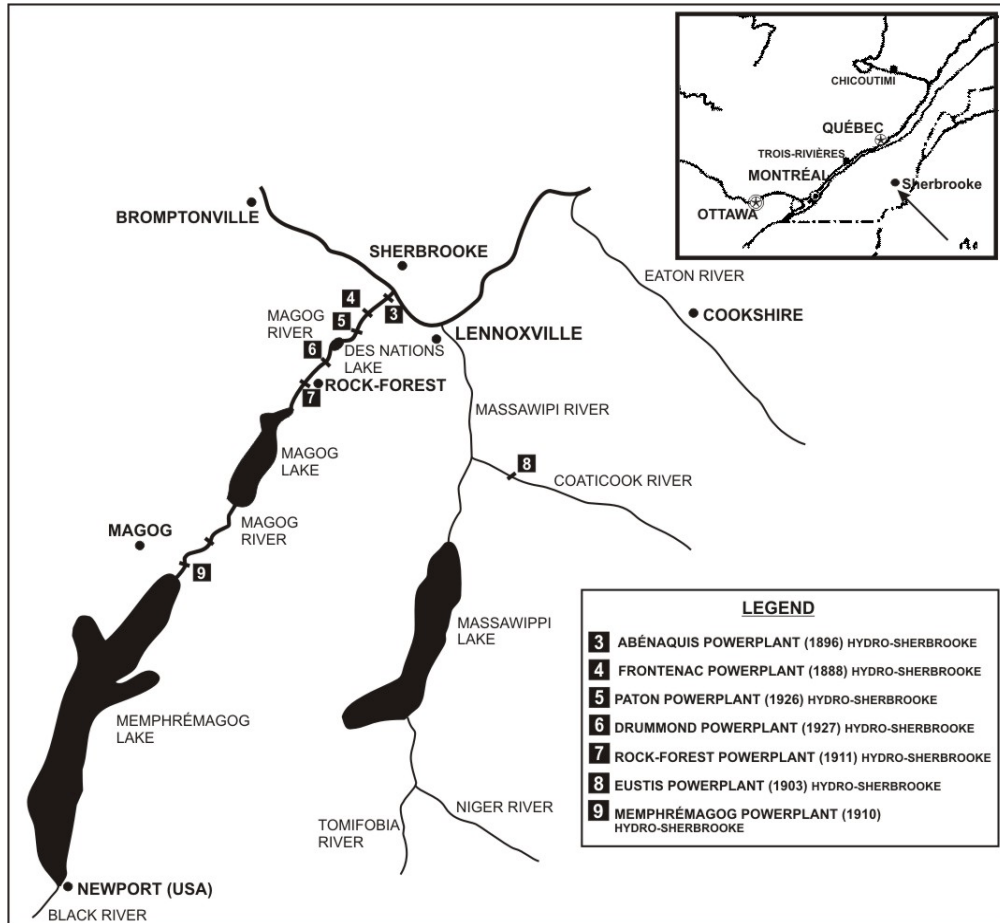 CHICOUTIMI
QUÉBEC
TROIS-RIVIÈRES
MONTRÉAL
Sherbrooke
OTTAWA
BROMPTONVILLE
SHERBROOKE
EATON RIVER
4
3
MAGOG
RIVER
5
COOKSHIRE
LENNOXVILLE
6
DES NATIONS
LAKE
ROCK-FOREST
7
MASSAWIPI RIVER
MAGOG
LAKE
8
COATICOOK RIVER
MAGOG
RIVER
MAGOG
9
MASSAWIPPI
LAKE
MEMPHRÉMAGOG
LAKE
NIGER RIVER
TOMIFOBIA
RIVER
NEWPORT (USA)
BLACK RIVER
LEGEND
3 ABÉNAQUIS POWERPLANT (1896) HYDRO-SHERBROOKE
4 FRONTENAC POWERPLANT (1888) HYDRO-SHERBROOKE
5 PATON POWERPLANT (1926) HYDRO-SHERBROOKE
6 DRUMMOND POWERPLANT (1927) HYDRO-SHERBROOKE
7 ROCK-FOREST POWERPLANT (1911) HYDRO-SHERBROOKE
8 EUSTIS POWERPLANT (1903) HYDRO-SHERBROOKE
9 MEMPHRÉMAGOG POWERPLANT (1910)
HYDRO-SHERBROOKE